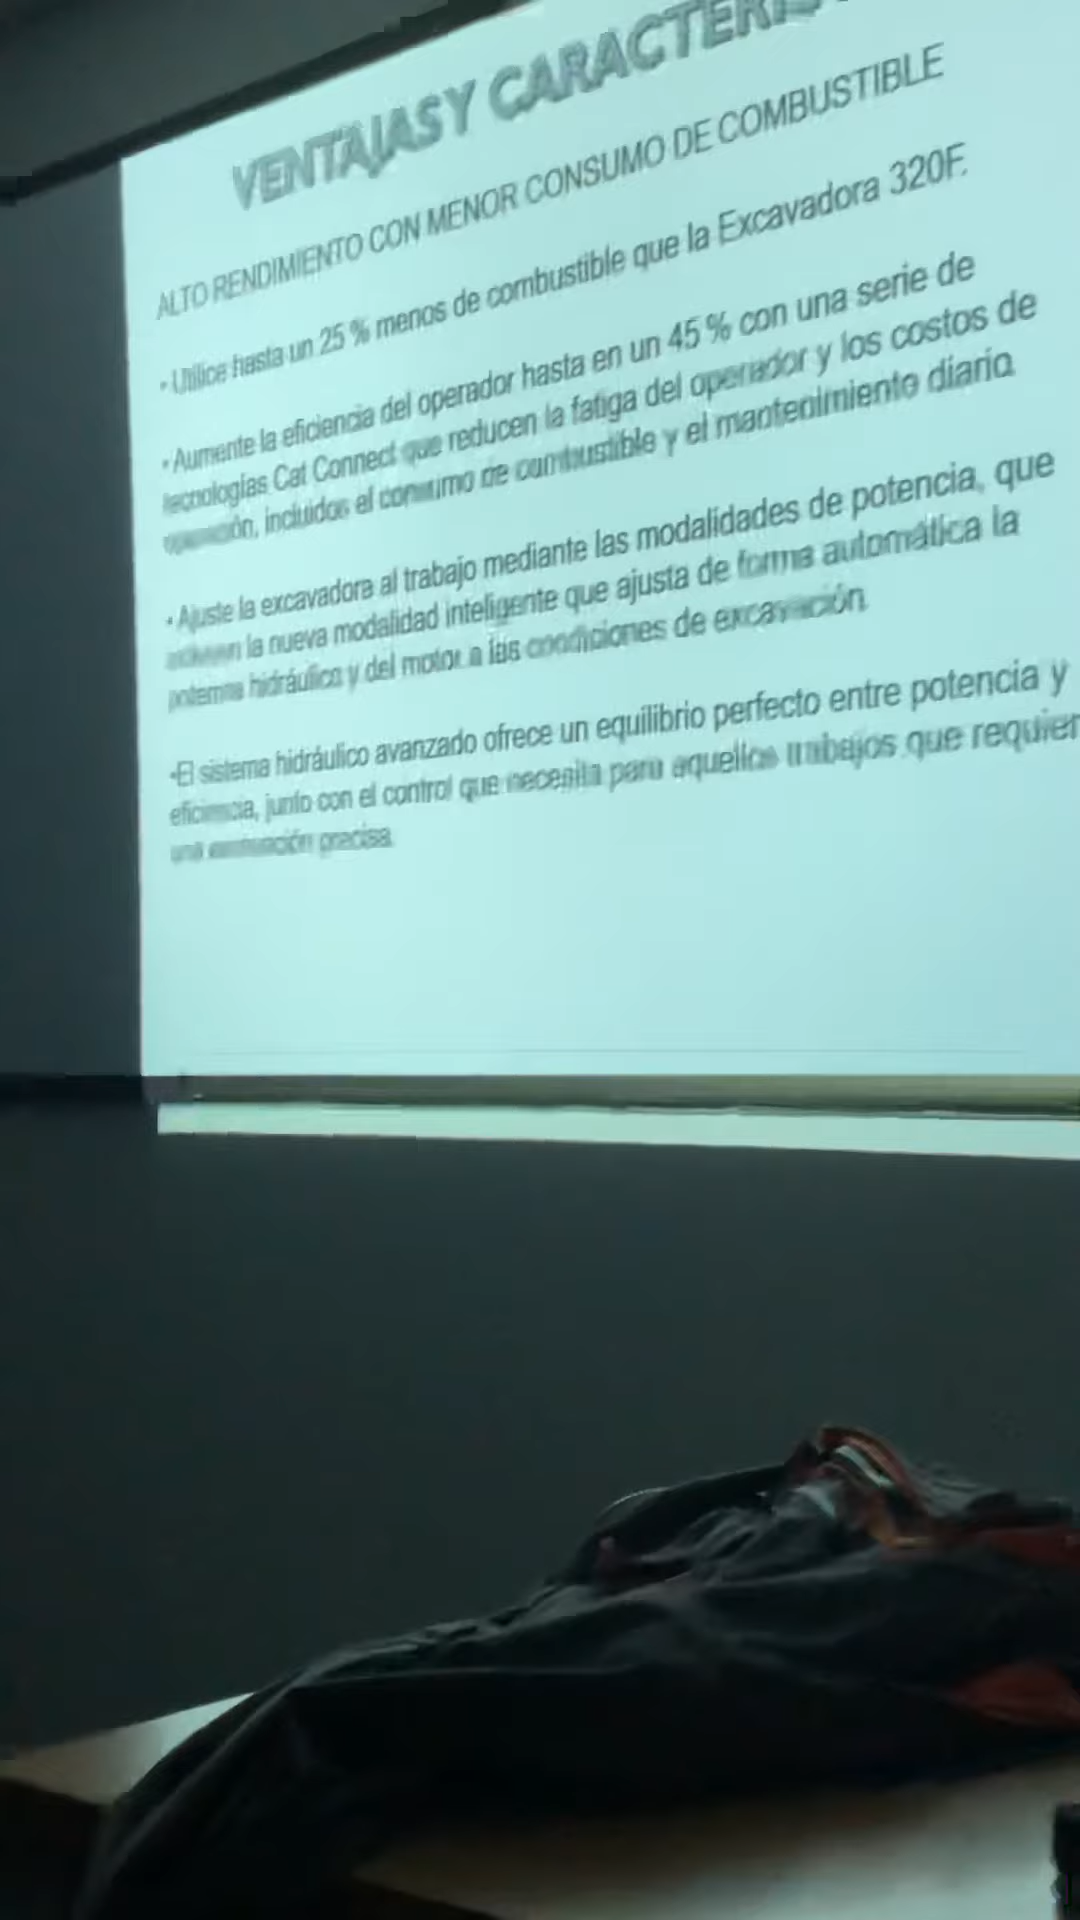 VENTAJAS Y CARACTERIS
ALTO RENDIMIENTO CON MENOR CONSUMO DE COMBUSTIBLE
• Utilice hasta un 25 % menos de combustible que la Excavadora 320F.
• Aumente la eficiencia del operador hasta en un 45 % con una serie de
tecnologías Cat Connect que reducen la fatiga del operador y los costos de
operación, incluidos el consumo de combustible y el mantenimiento diario.
• Ajuste la excavadora al trabajo mediante las modalidades de potencia, que
la nueva modalidad inteligente que ajusta de forma automática la
potencia hidráulica y del motor a las condiciones de excavación.
•El sistema hidráulico avanzado ofrece un equilibrio perfecto entre potencia y
eficiencia, junto con el control que necesita para aquellos trabajos que requier
una precisa.